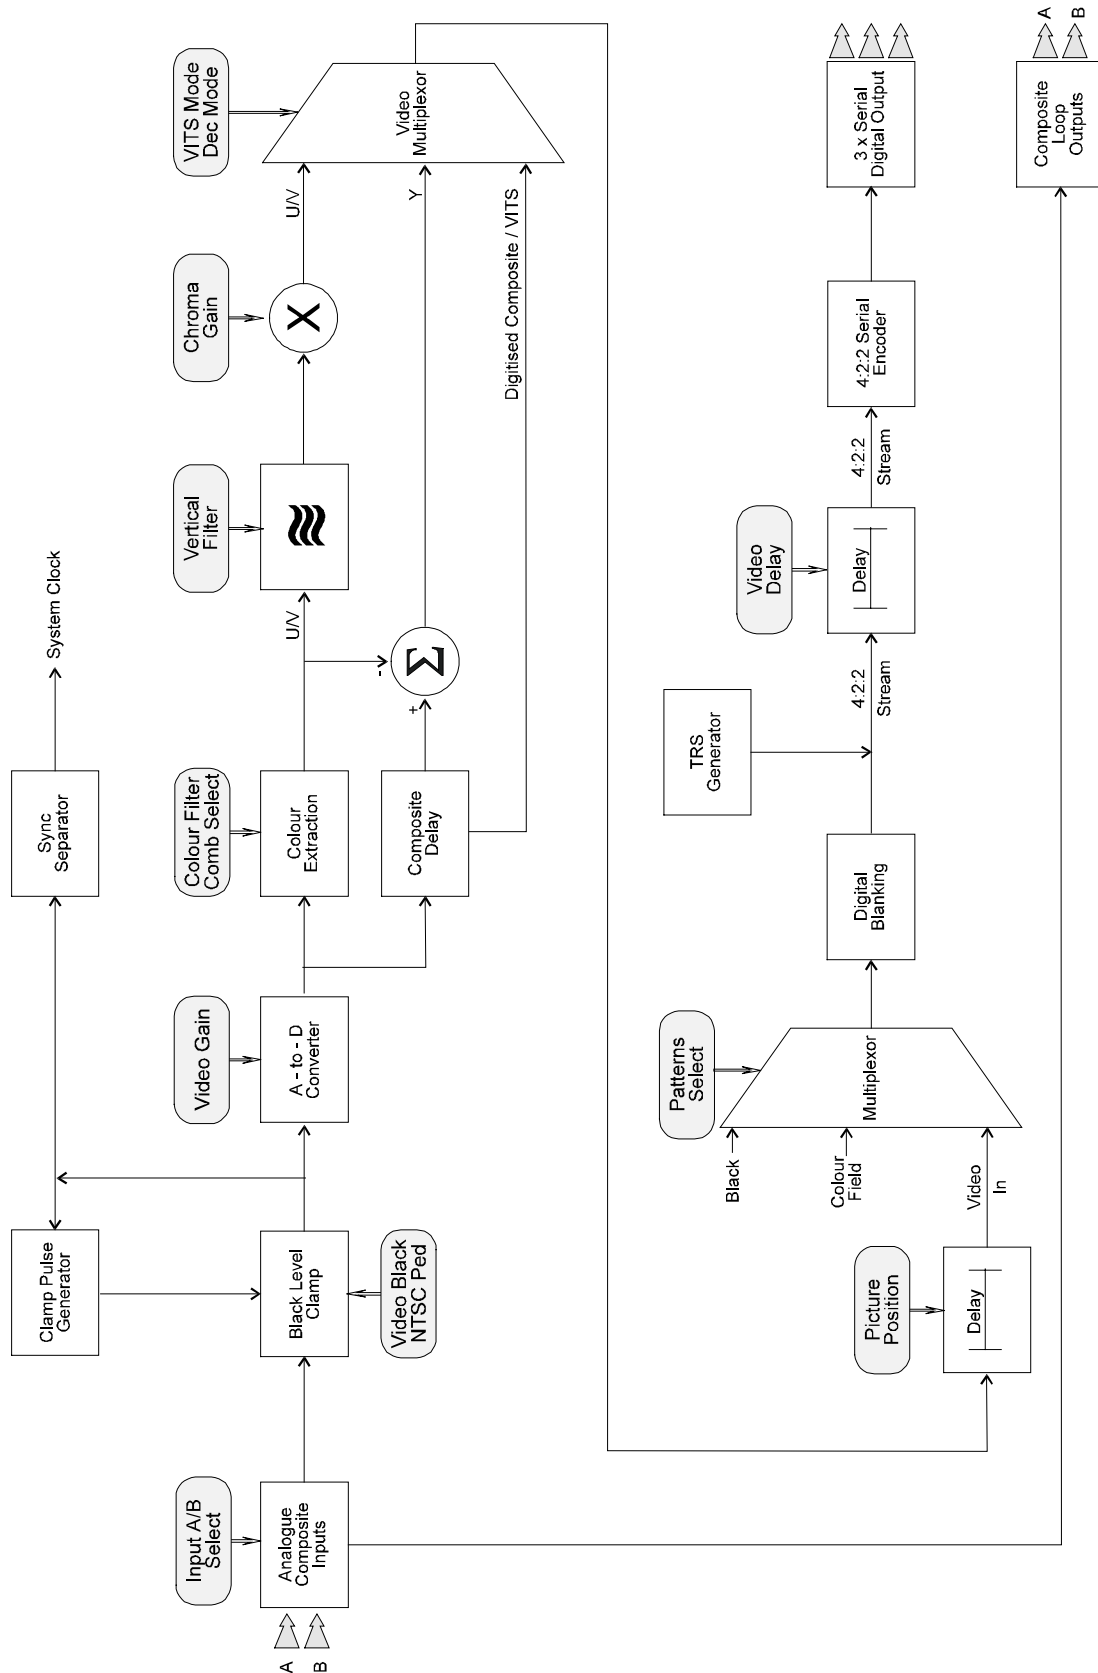 Sync
Separator
System Clock
Clamp Pulse
Generator
Input A/B
Select
Video Gain
Colour Filter
Comb Select
Vertical
Filter
Chroma
Gain
VITS Mode
Dec Mode
A
B
Analogue
Composite
Inputs
Black Level
Clamp
A - to - D
Converter
Colour
Extraction
U/V
X
U/V
Video
Multiplexor
Video Black
NTSC Ped
Composite
Delay
+
-
Σ
Y
Digitised Composite / VITS
Patterns
Select
TRS
Generator
Video
Delay
Black
Colour
Field
Video
In
Multiplexor
Digital
Blanking
4:2:2
Stream
Delay
4:2:2
Stream
4:2:2 Serial
Encoder
3 x Serial
Digital Output
Picture
Position
Delay
Composite
Loop
Outputs
A
B